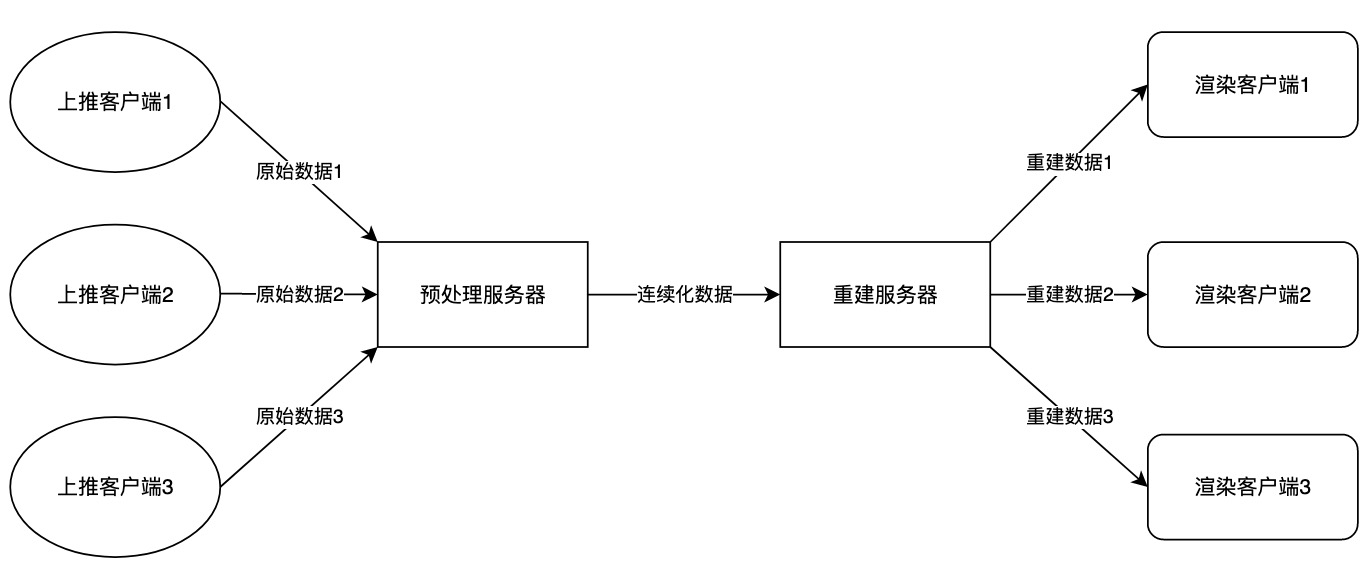 上推客户端1
原始数据1
上推客户端2
原始数据2
上推客户端3
原始数据3
预处理服务器
连续化数据
重建服务器
重建数据1
渲染客户端1
重建数据2
渲染客户端2
重建数据3
渲染客户端3